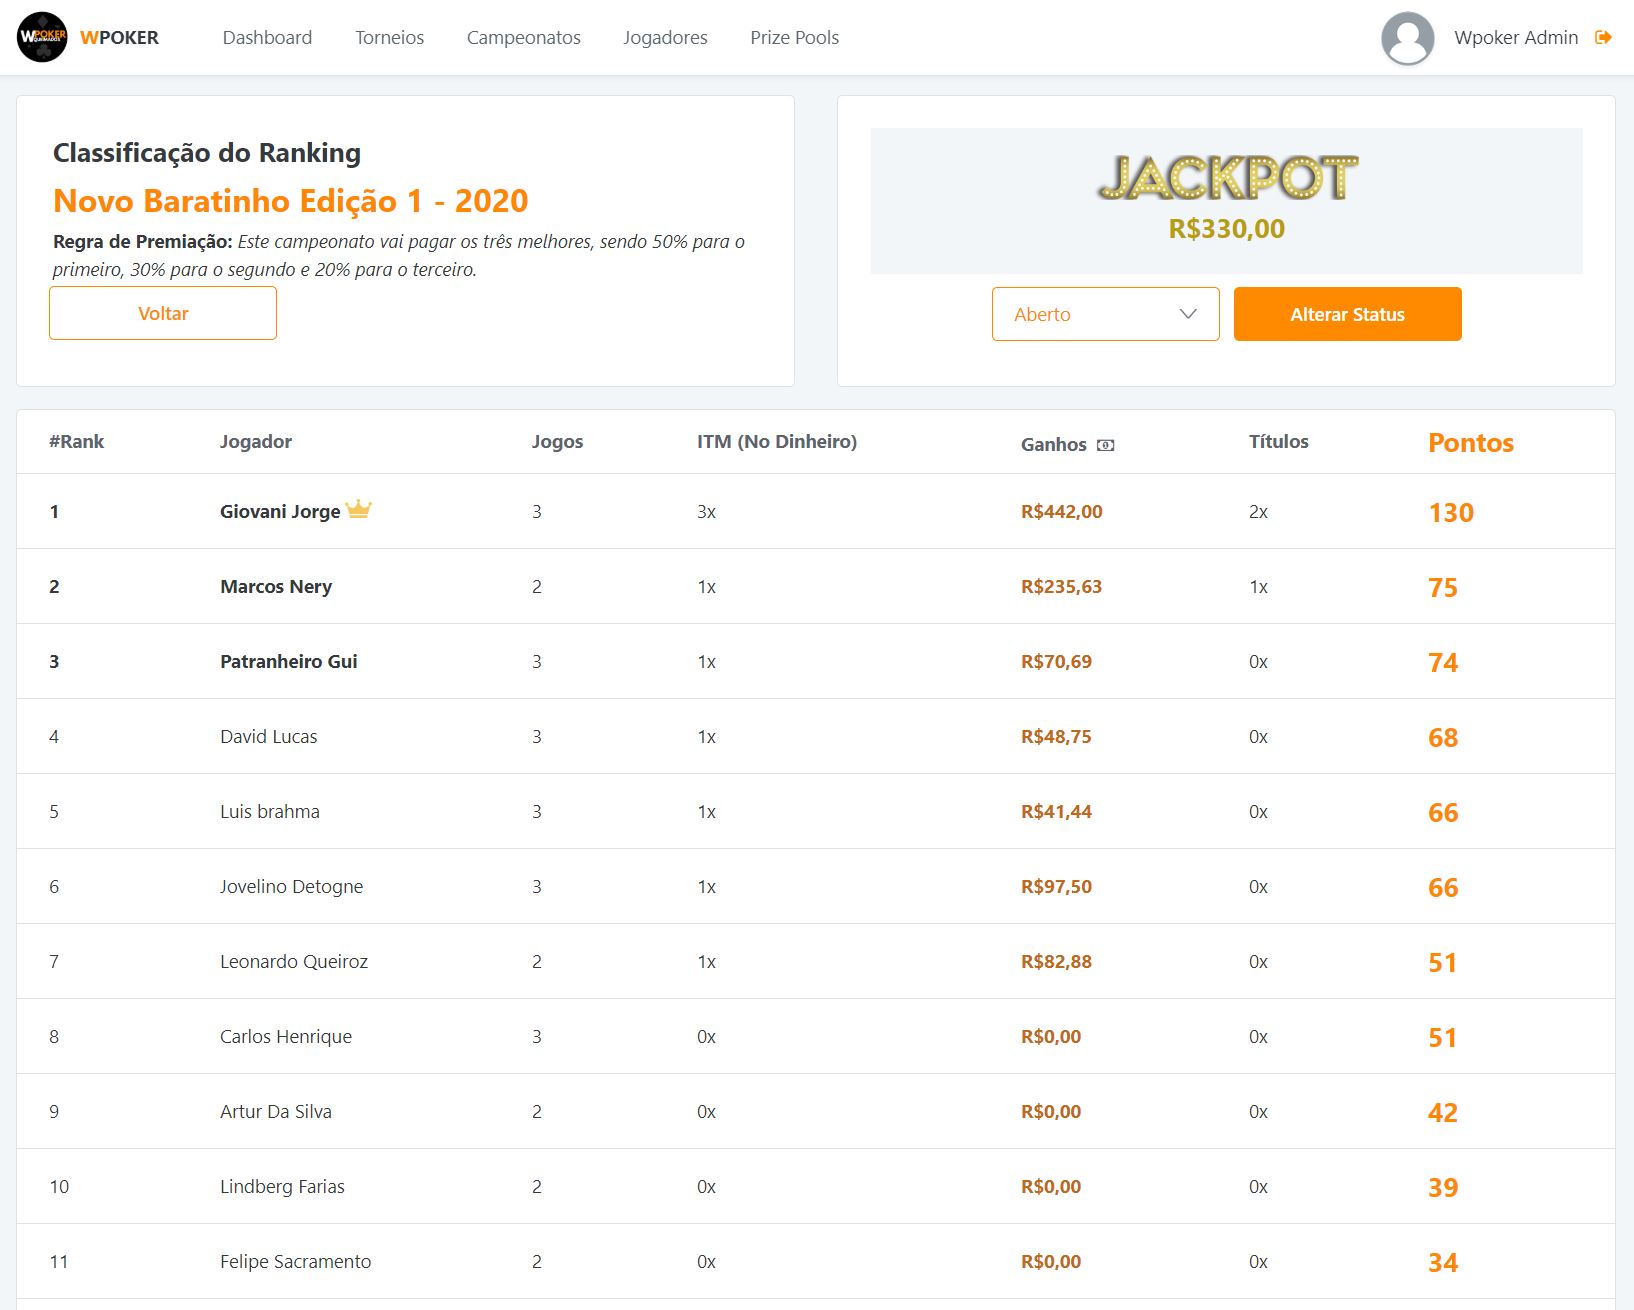 WPOKER
QUEIMADOS
WPOKER
Dashboard
Torneios
Campeonatos
Jogadores
Prize Pools
Wpoker Admin
Classificação do Ranking
Novo Baratinho Edição 1 - 2020
Regra de Premiação: Este campeonato vai pagar os três melhores, sendo 50% para o
primeiro, 30% para o segundo e 20% para o terceiro.
Voltar
JACKPOT
R$330,00
Aberto
Alterar Status
#Rank Jogador Jogos ITM (No Dinheiro) Ganhos Títulos Pontos
1 Giovani Jorge 3 3x R$442,00 2x 130
2 Marcos Nery 2 1x R$235,63 1x 75
3 Patranheiro Gui 3 1x R$70,69 0x 74
4 David Lucas 3 1x R$48,75 0x 68
5 Luis brahma 3 1x R$41,44 0x 66
6 Jovelino Detogne 3 1x R$97,50 0x 66
7 Leonardo Queiroz 2 1x R$82,88 0x 51
8 Carlos Henrique 3 0x R$0,00 0x 51
9 Artur Da Silva 2 0x R$0,00 0x 42
10 Lindberg Farias 2 0x R$0,00 0x 39
11 Felipe Sacramento 2 0x R$0,00 0x 34